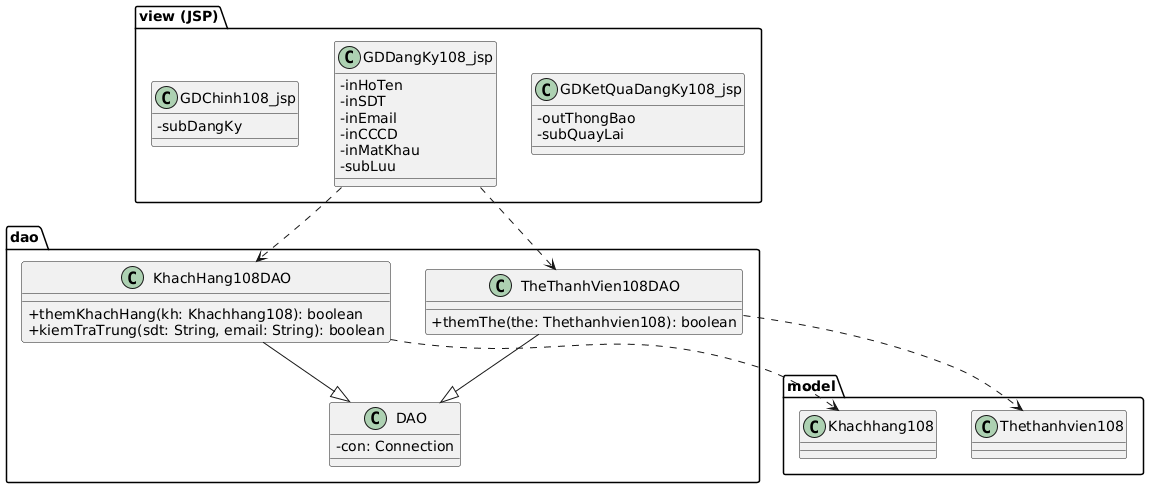 view (JSP)
C GDChinh108_jsp
-subDangKy
C GDDangKy108_jsp
-inHoTen
-inSDT
-inEmail
-inCCCD
-inMatKhau
-subLuu
C GDKetQuaDangKy108_jsp
-outThongBao
-subQuayLai
dao
C KhachHang108DAO
+themKhachHang(kh: Khachhang108): boolean
+kiemTraTrung(sdt: String, email: String): boolean
C TheThanhVien108DAO
+themThe(the: Thethanhvien108): boolean
C DAO
-con: Connection
model
C Khachhang108
C Thethanhvien108